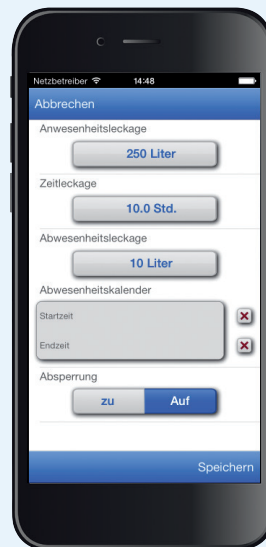 Netzbetreiber 14:48
Abbrechen
Anwesenheitsleckage
250 Liter
Zeitleckage
10.0 Std.
Abwesenheitsleckage
10 Liter
Abwesenheitskalender
Startzeit
Endzeit
Absperrung
zu Auf
Speichern